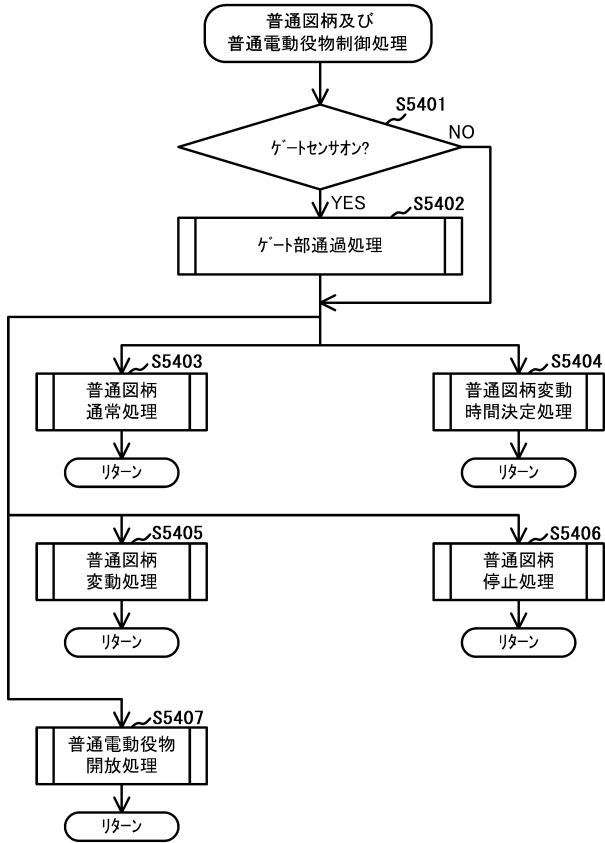 普通図柄及び
普通電動役物制御処理
S5401
ｹﾞｰﾄセンサオン?
NO
YES
S5402
ｹﾞｰﾄ部通過処理
S5403
普通図柄
通常処理
ﾘﾀｰﾝ
S5404
普通図柄変動
時間決定処理
ﾘﾀｰﾝ
S5405
普通図柄
変動処理
ﾘﾀｰﾝ
S5406
普通図柄
停止処理
ﾘﾀｰﾝ
S5407
普通電動役物
開放処理
ﾘﾀｰﾝ